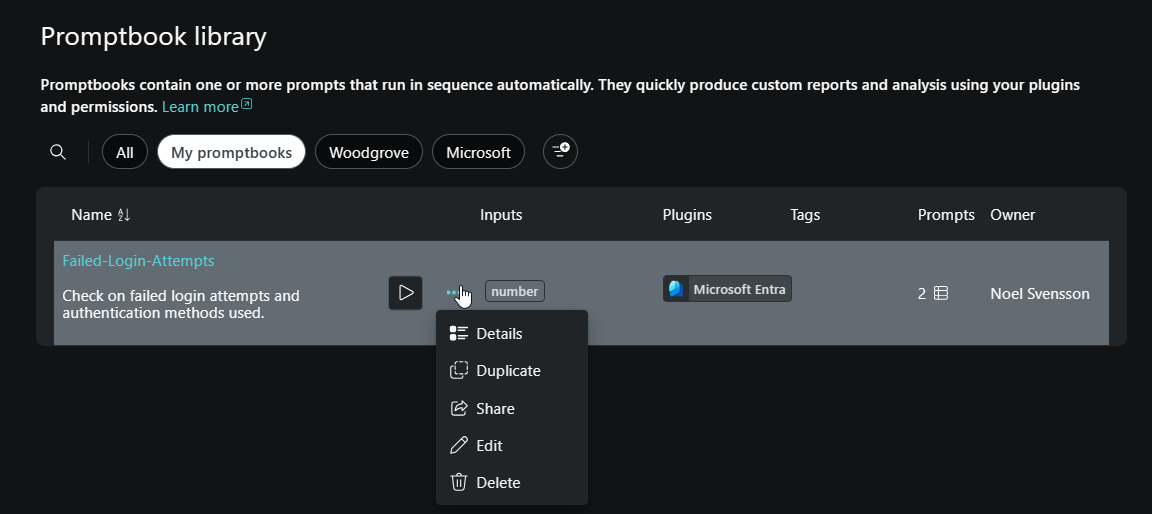 Promptbook library
Promptbooks contain one or more prompts that run in sequence automatically. They quickly produce custom reports and analysis using your plugins
and permissions. Learn more
All My promptbooks Woodgrove Microsoft
Name Inputs Plugins Tags Prompts Owner
Failed-Login-Attempts
Check on failed login attempts and
authentication methods used.
number
Microsoft Entra
2
Noel Svensson
Details
Duplicate
Share
Edit
Delete